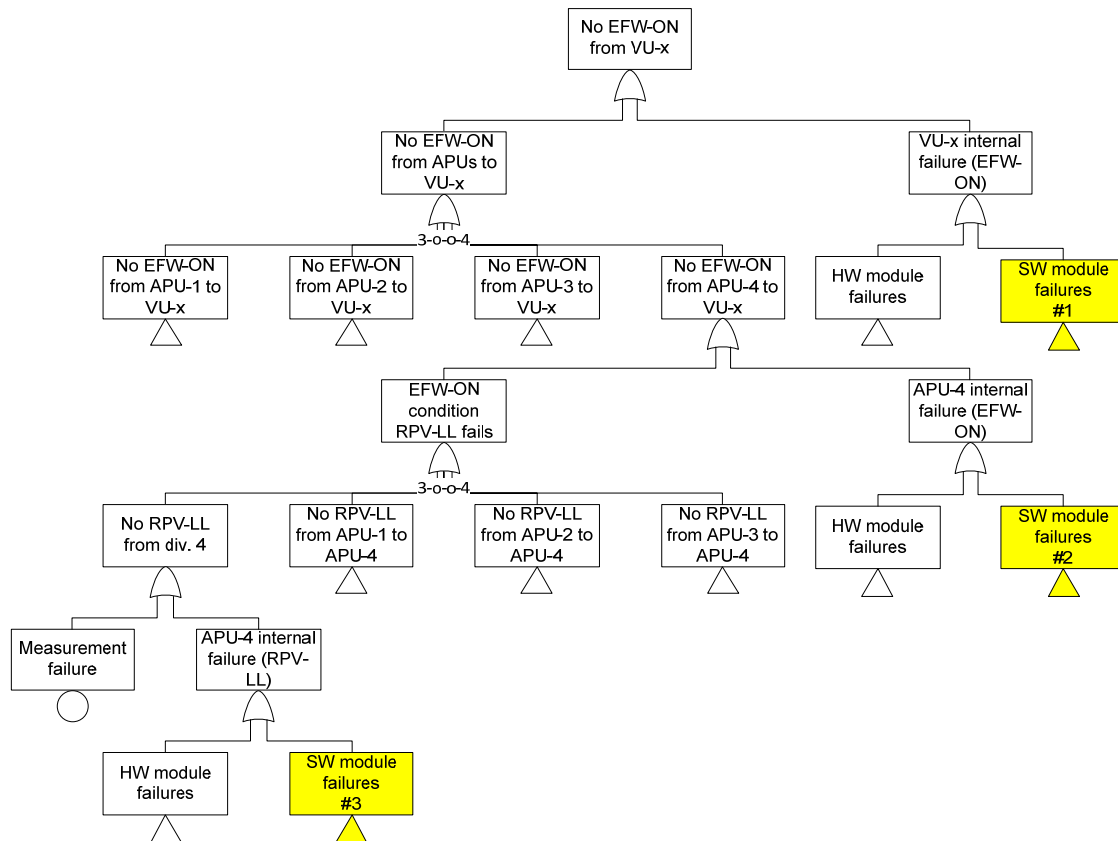 No EFW-ON
from VU-x
No EFW-ON
from APUs to
VU-x
VU-x internal
failure (EFW-
ON)
3-o-o-4
No EFW-ON
from APU-1 to
VU-x
No EFW-ON
from APU-2 to
VU-x
No EFW-ON
from APU-3 to
VU-x
No EFW-ON
from APU-4 to
VU-x
HW module
failures
SW module
failures
#1
EFW-ON
condition
RPV-LL fails
APU-4 internal
failure (EFW-
ON)
3-o-o-4
No RPV-LL
from div. 4
No RPV-LL
from APU-1 to
APU-4
No RPV-LL
from APU-2 to
APU-4
No RPV-LL
from APU-3 to
APU-4
HW module
failures
SW module
failures
#2
Measurement
failure
APU-4 internal
failure (RPV-
LL)
HW module
failures
SW module
failures
#3